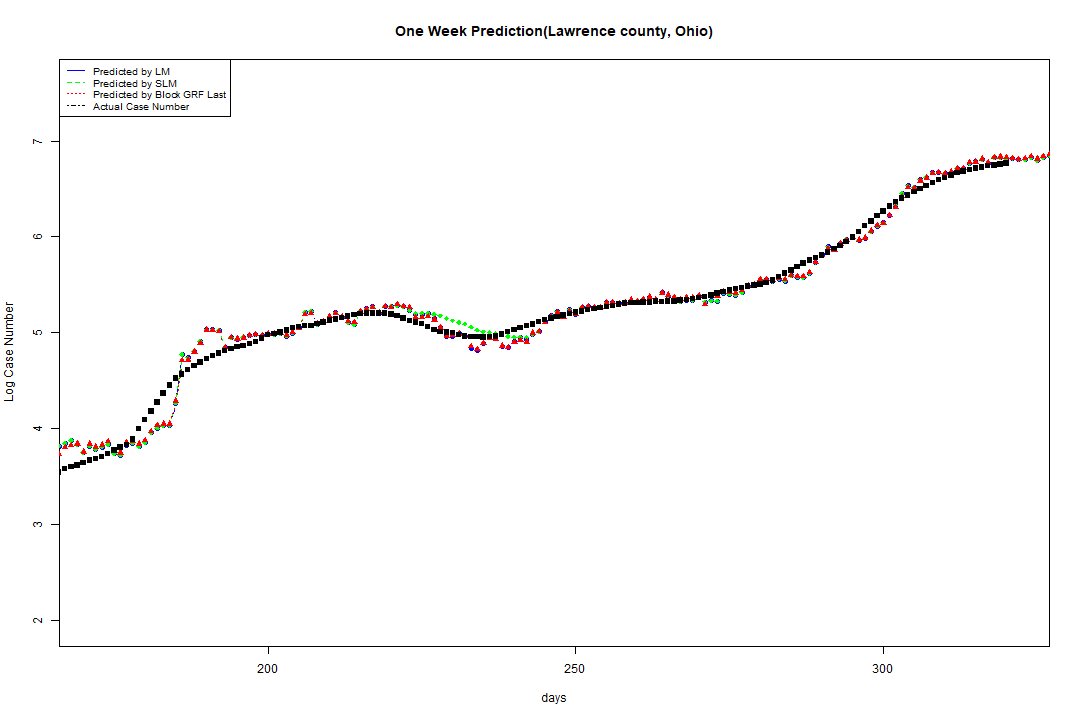 One Week Prediction(Lawrence county, Ohio)
Predicted by LM
Predicted by SLM
Predicted by Block GRF Last
Actual Case Number
Log Case Number
7
6
5
4
3
2
200
250
300
days